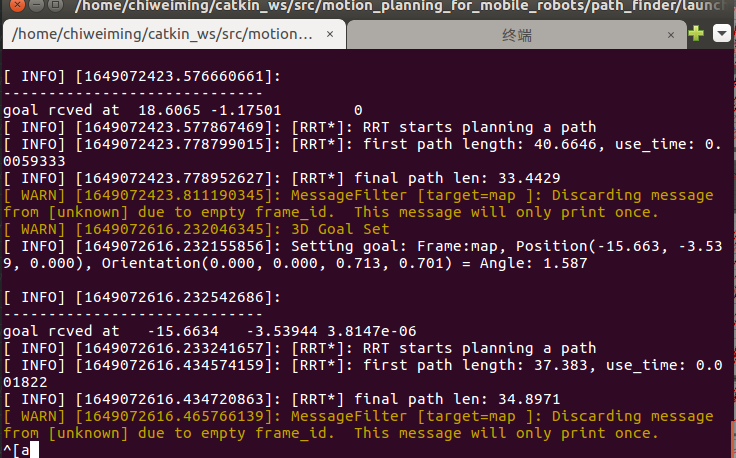 /home/chiweiming/catkin_ws/src/motion_planning_for_mobile_robots/path_finder/launch
/home/chiweiming/catkin_ws/src/motion... × 终端 ×
[ INFO] [1649072423.576660661]:
-----------------------------
goal rcved at  18.6065 -1.17501        0
[ INFO] [1649072423.577867469]: [RRT*]: RRT starts planning a path
[ INFO] [1649072423.778799015]: [RRT*]: first path length: 40.6646, use_time: 0.
0059333
[ INFO] [1649072423.778952627]: [RRT*] final path len: 33.4429
[ WARN] [1649072423.811190345]: MessageFilter [target=map ]: Discarding message
from [unknown] due to empty frame_id.  This message will only print once.
[ WARN] [1649072616.232046345]: 3D Goal Set
[ INFO] [1649072616.232155856]: Setting goal: Frame:map, Position(-15.663, -3.53
9, 0.000), Orientation(0.000, 0.000, 0.713, 0.701) = Angle: 1.587
[ INFO] [1649072616.232542686]:
-----------------------------
goal rcved at   -15.6634   -3.53944 3.8147e-06
[ INFO] [1649072616.233241657]: [RRT*]: RRT starts planning a path
[ INFO] [1649072616.434574159]: [RRT*]: first path length: 37.383, use_time: 0.0
01822
[ INFO] [1649072616.434720863]: [RRT*] final path len: 34.8971
[ WARN] [1649072616.465766139]: MessageFilter [target=map ]: Discarding message
from [unknown] due to empty frame_id.  This message will only print once.
^[a